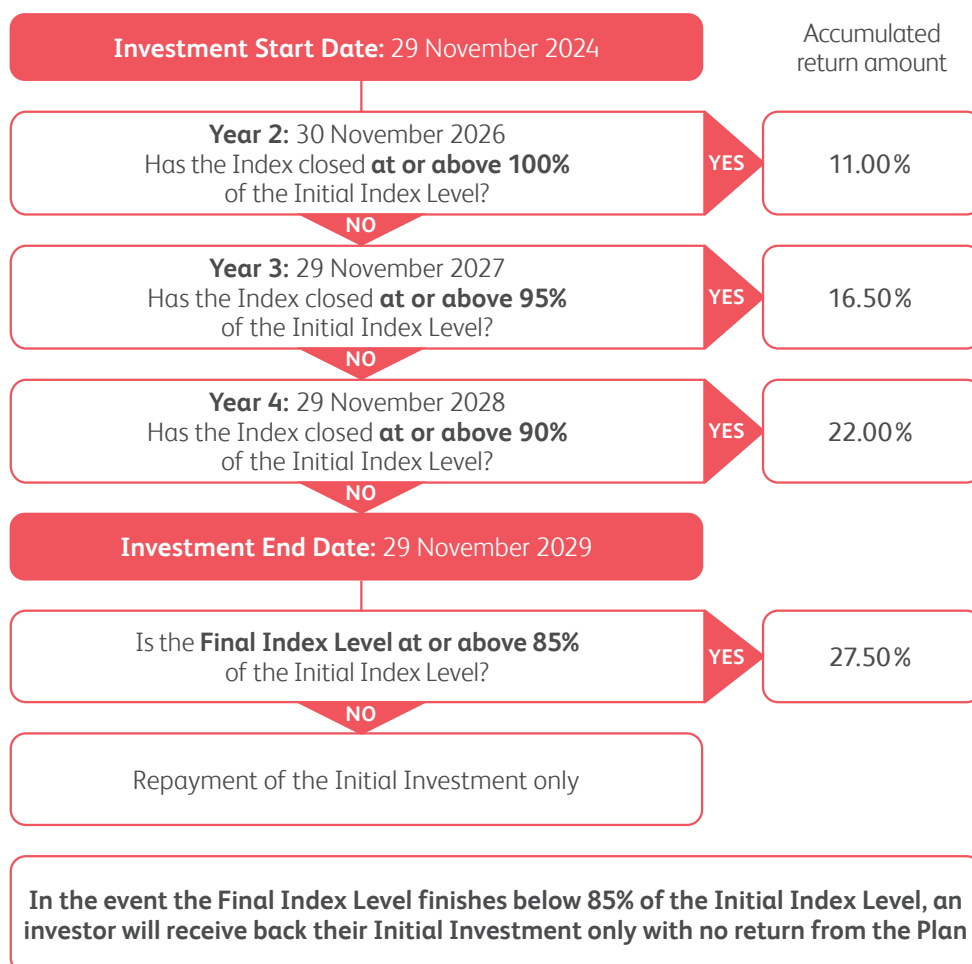 Investment Start Date: 29 November 2024
Accumulated
return amount
Year 2: 30 November 2026
Has the Index closed at or above 100%
of the Initial Index Level?
YES
11.00%
NO
Year 3: 29 November 2027
Has the Index closed at or above 95%
of the Initial Index Level?
YES
16.50%
NO
Year 4: 29 November 2028
Has the Index closed at or above 90%
of the Initial Index Level?
YES
22.00%
NO
Investment End Date: 29 November 2029
Is the Final Index Level at or above 85%
of the Initial Index Level?
YES
27.50%
NO
Repayment of the Initial Investment only
In the event the Final Index Level finishes below 85% of the Initial Index Level, an
investor will receive back their Initial Investment only with no return from the Plan